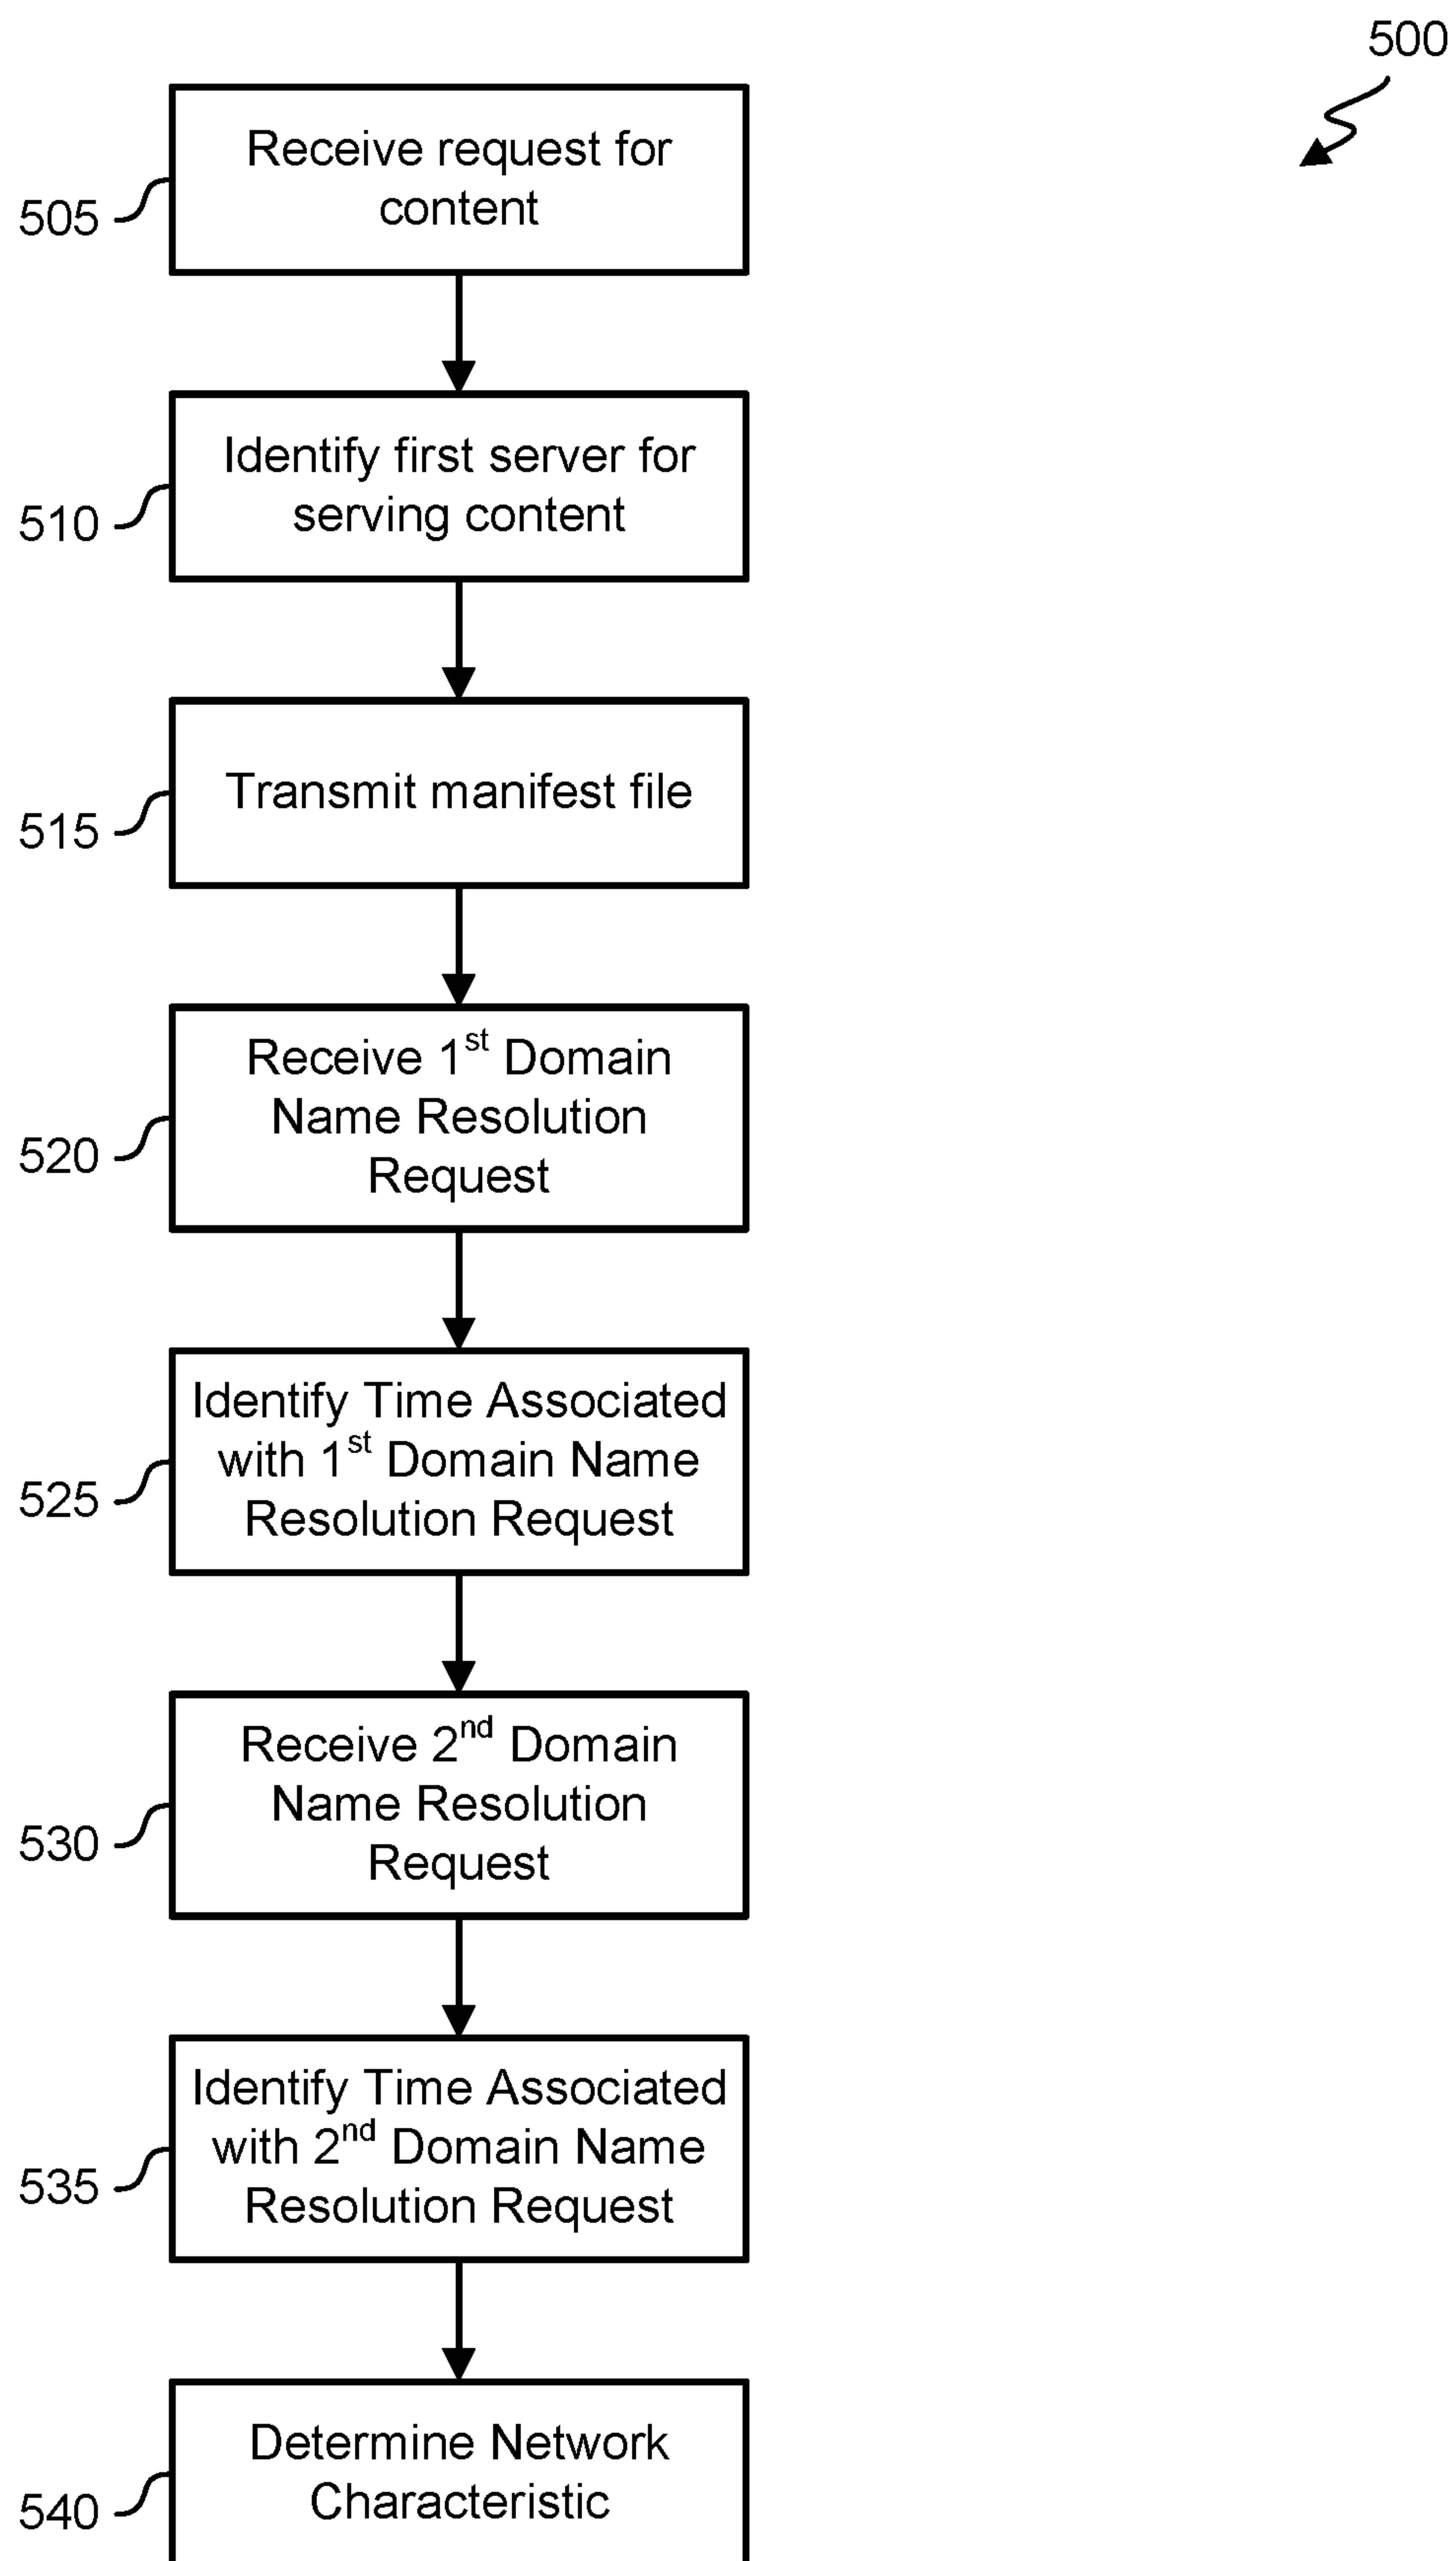 500
Receive request for
content
505
Identify first server for
serving content
510
Transmit manifest file
515
Receive 1st Domain
Name Resolution
Request
520
Identify Time Associated
with 1st Domain Name
Resolution Request
525
Receive 2nd Domain
Name Resolution
Request
530
Identify Time Associated
with 2nd Domain Name
Resolution Request
535
Determine Network
Characteristic
540